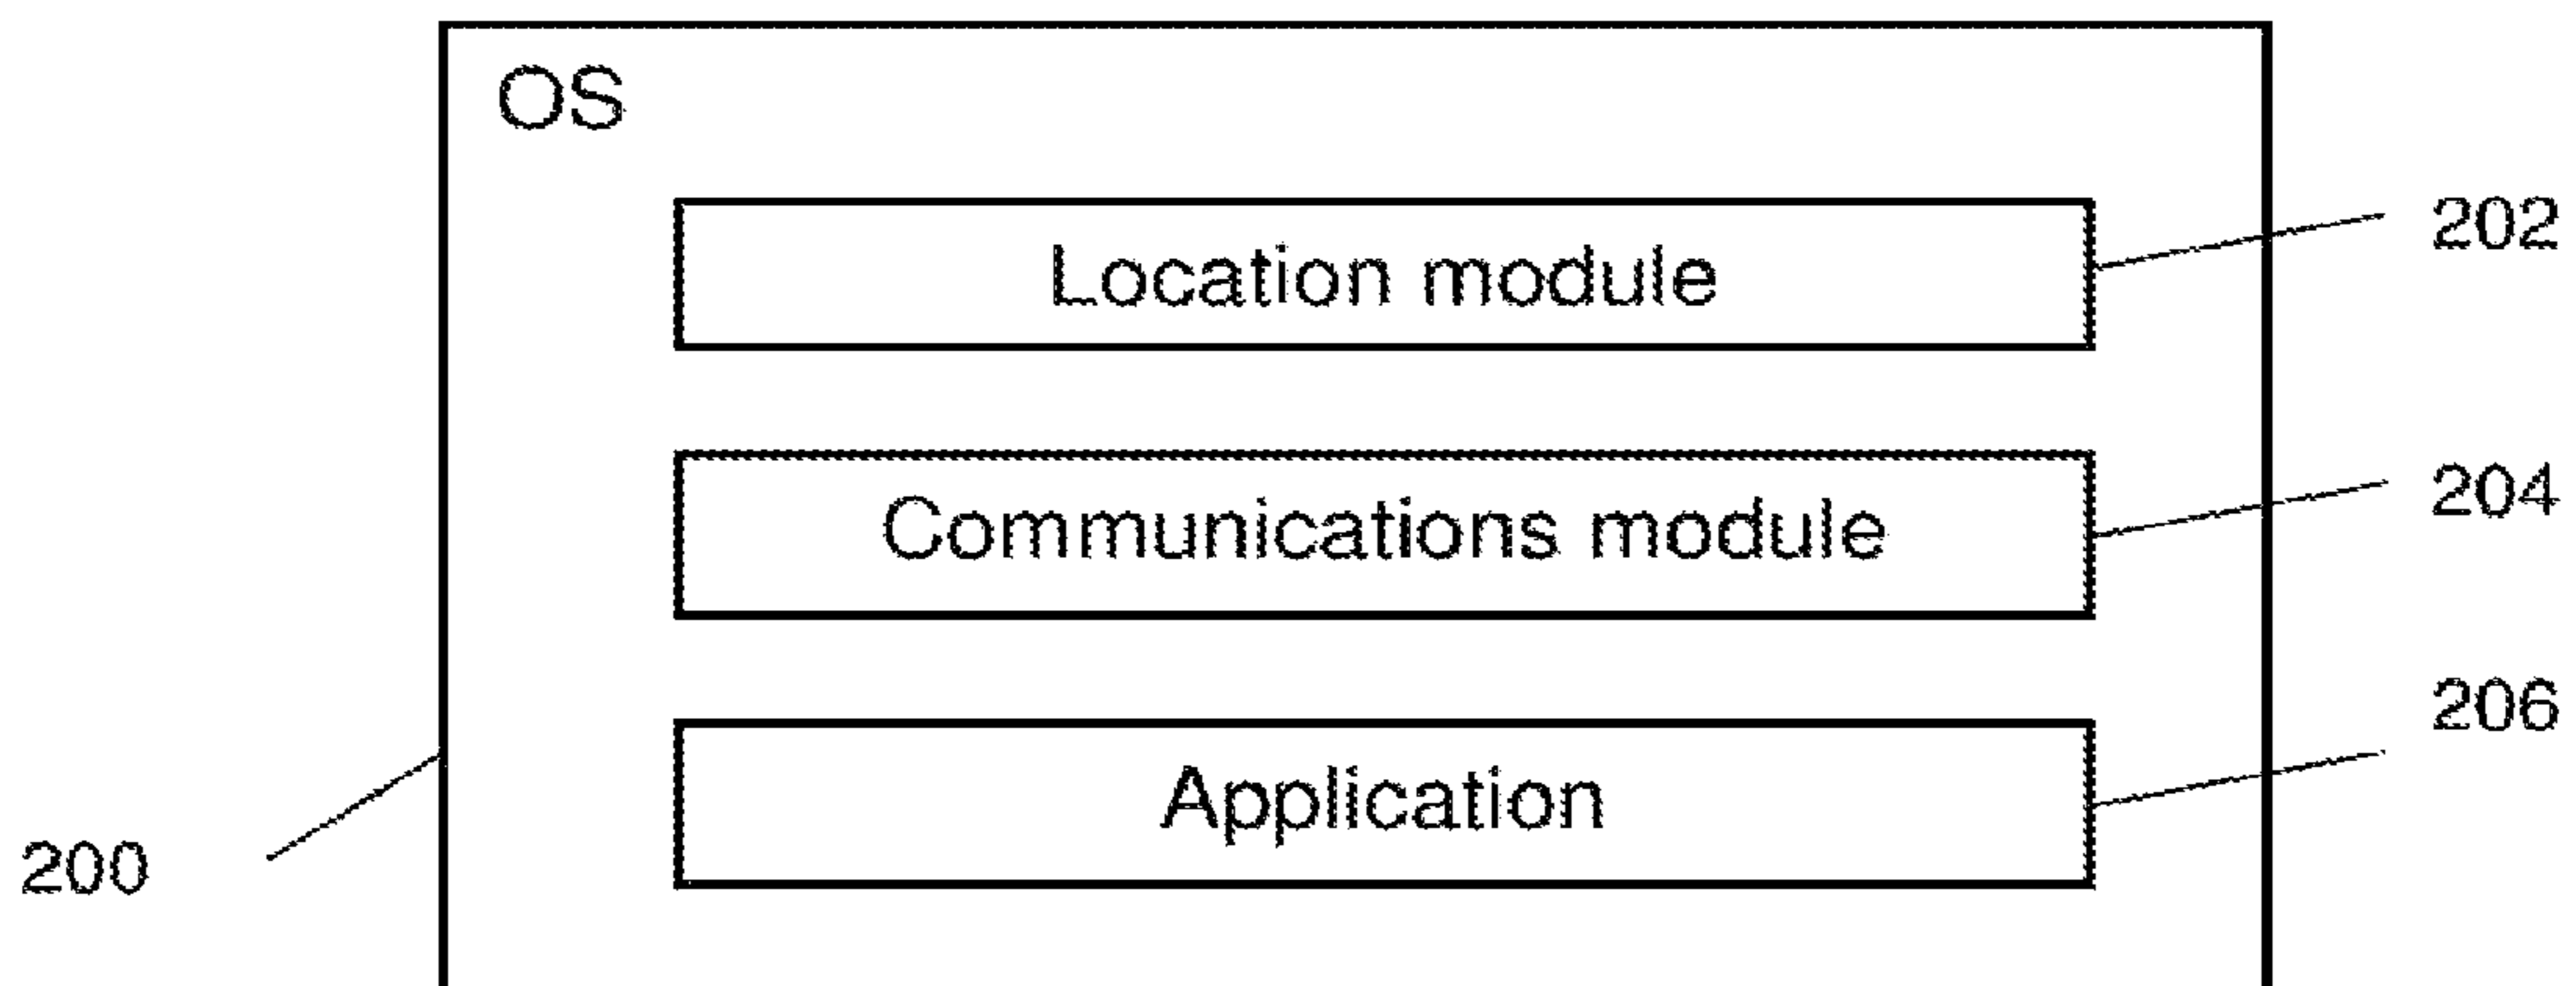 OS
Location module
202
Communications module
204
206
Application
200